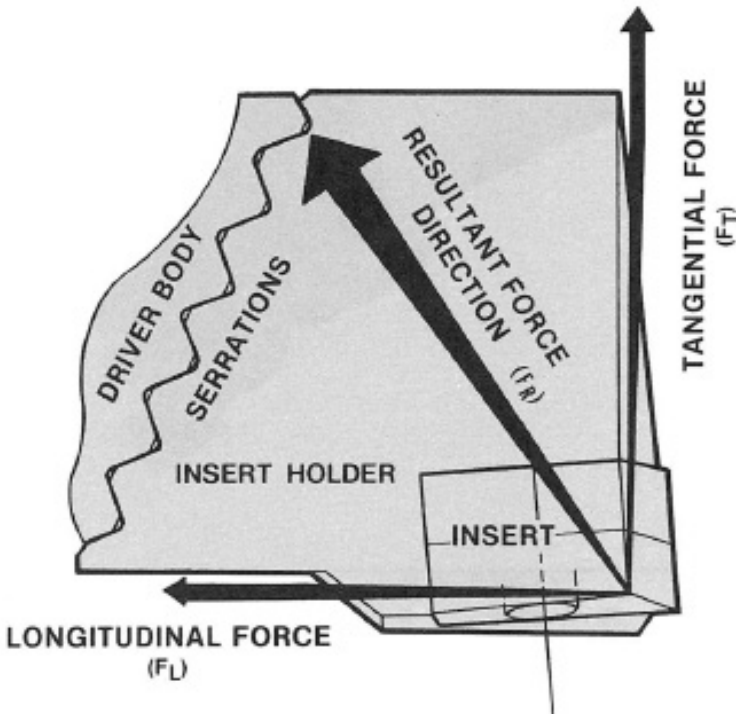 TANGENTIAL FORCE
(FT)
RESULTANT FORCE
DIRECTION (FR)
DRIVER BODY
SERRATIONS
INSERT HOLDER
INSERT
LONGITUDINAL FORCE
(FL)